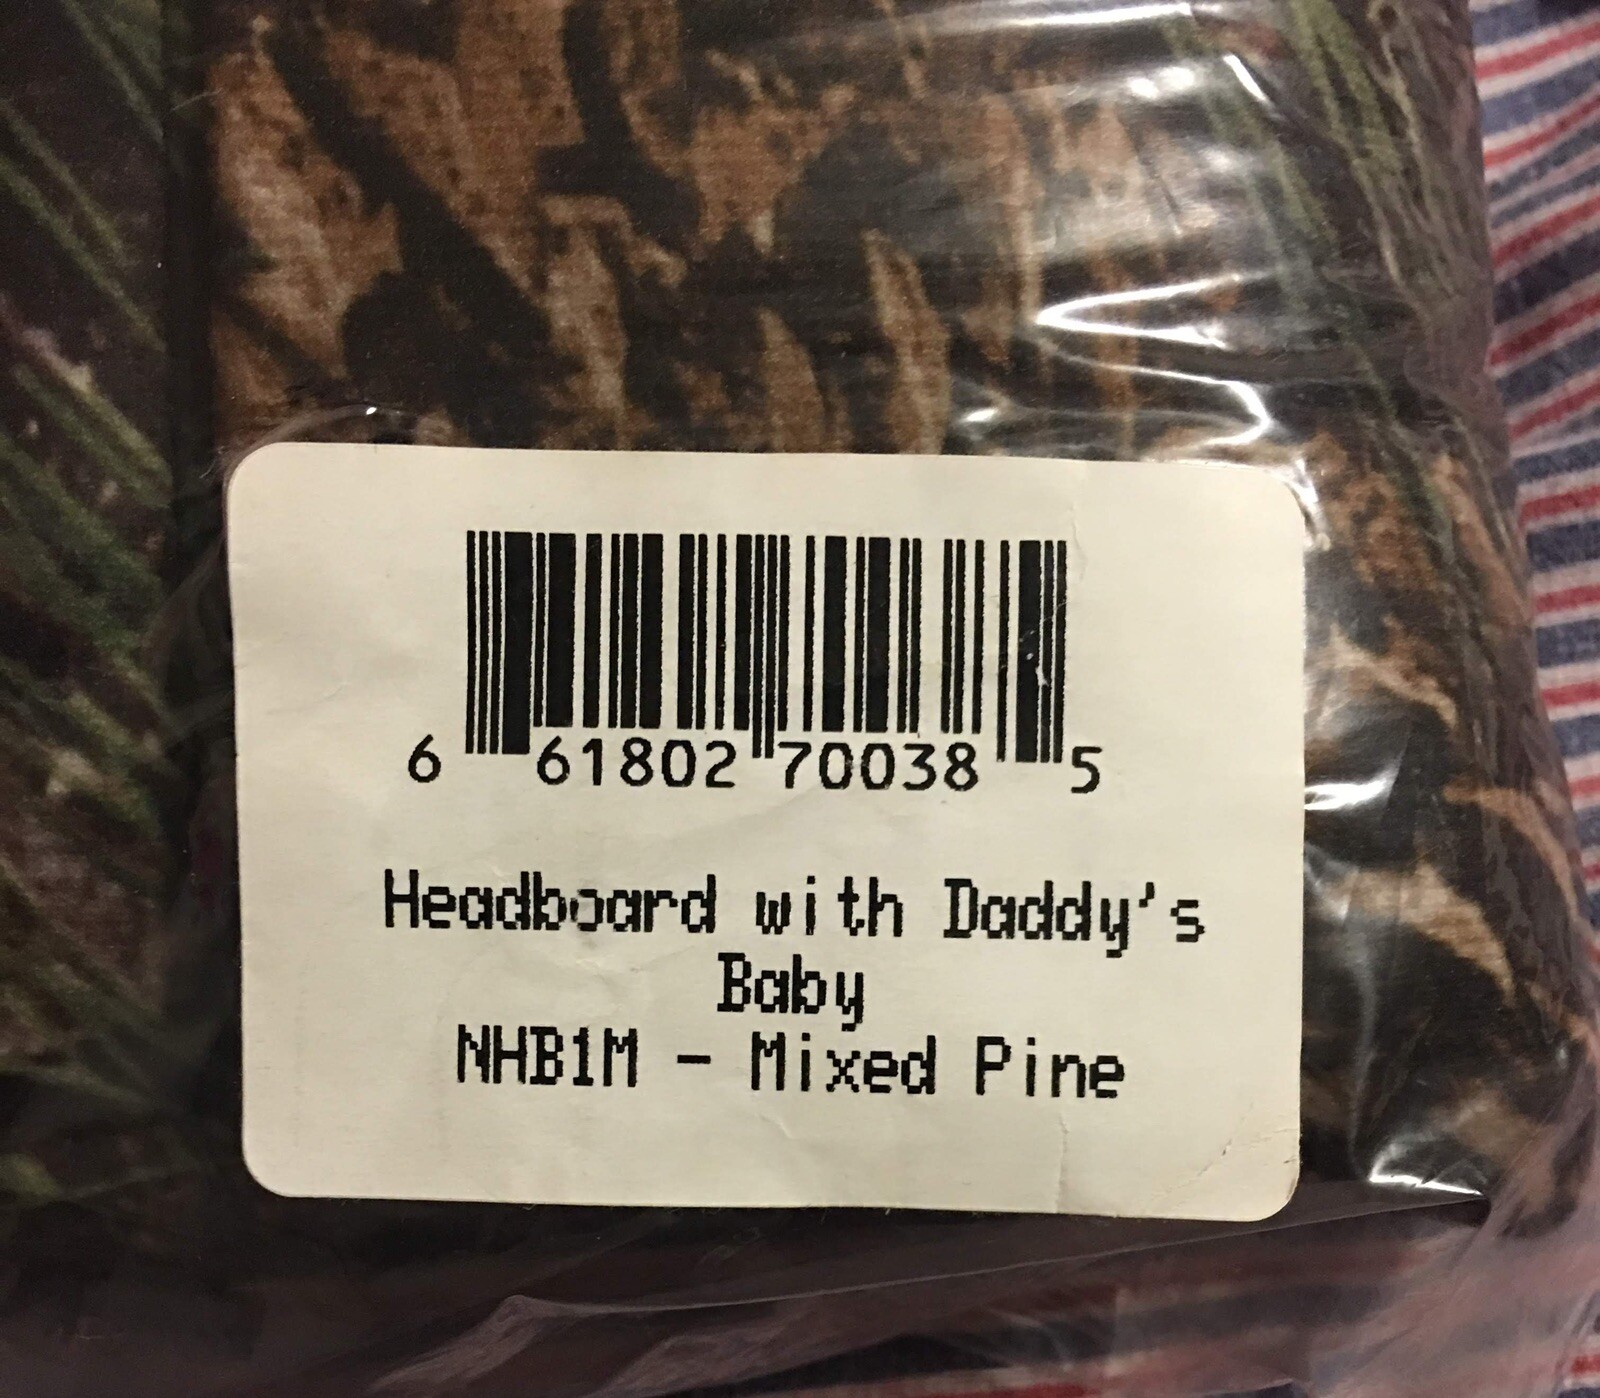 6 61802 70038 5
Headboard with Daddy's
Baby
NHB1M - Mixed Pine